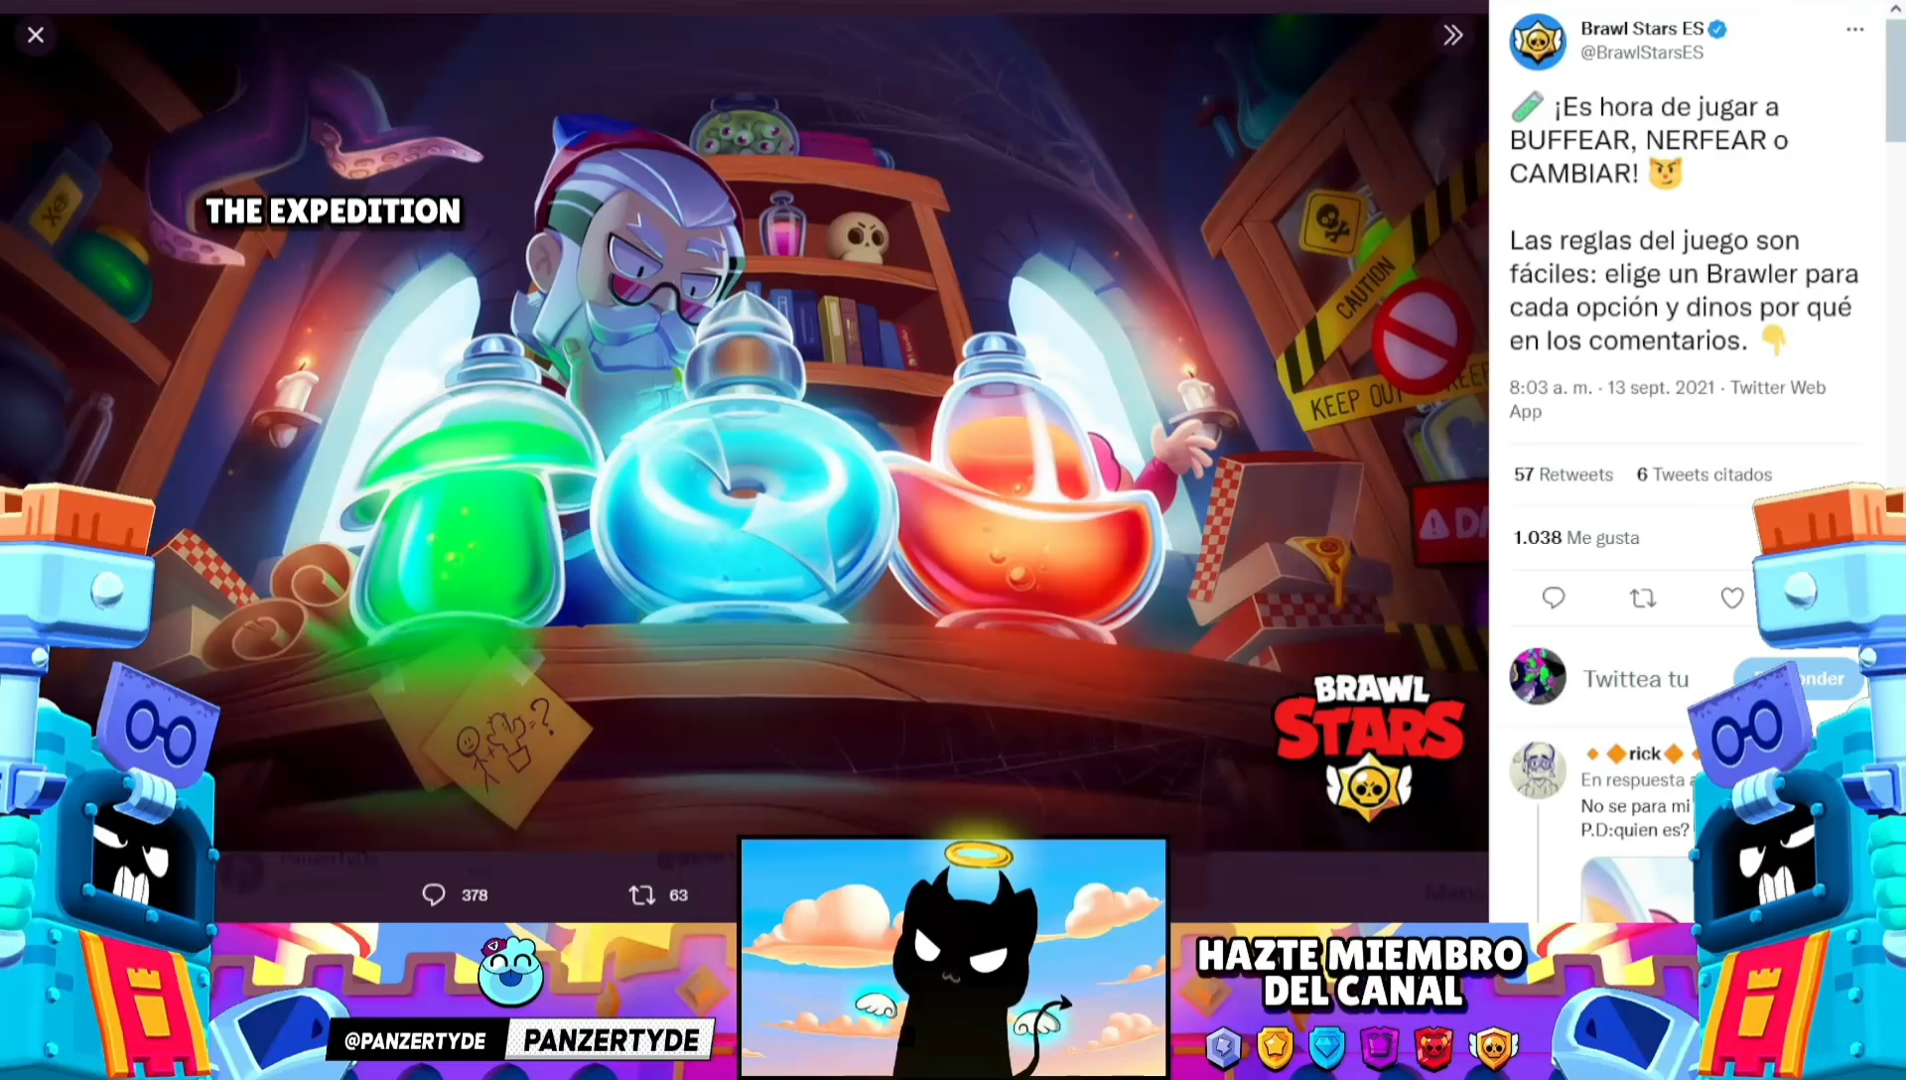 THE EXPEDITION
CAUTION
KEEP OUT
KEEP
BRAWL
STARS
=?
378
63
Brawl Stars ES
@BrawlStarsES
¡Es hora de jugar a
BUFFEAR, NERFEAR o
CAMBIAR!
Las reglas del juego son
fáciles: elige un Brawler para
cada opción y dinos por qué
en los comentarios.
8:03 a. m. · 13 sept. 2021 · Twitter Web
App
57 Retweets 6 Tweets citados
1.038 Me gusta
Twittea tu
rick
En respuesta a
No se para mi
P.D:quien es?
@PANZERTYDE
PANZERTYDE
HAZTE MIEMBRO
DEL CANAL